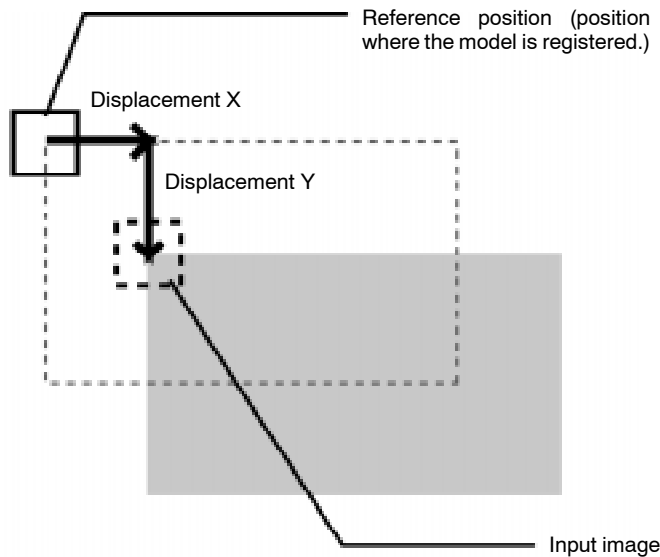 Reference position (position
where the model is registered.)
Displacement X
Displacement Y
Input image